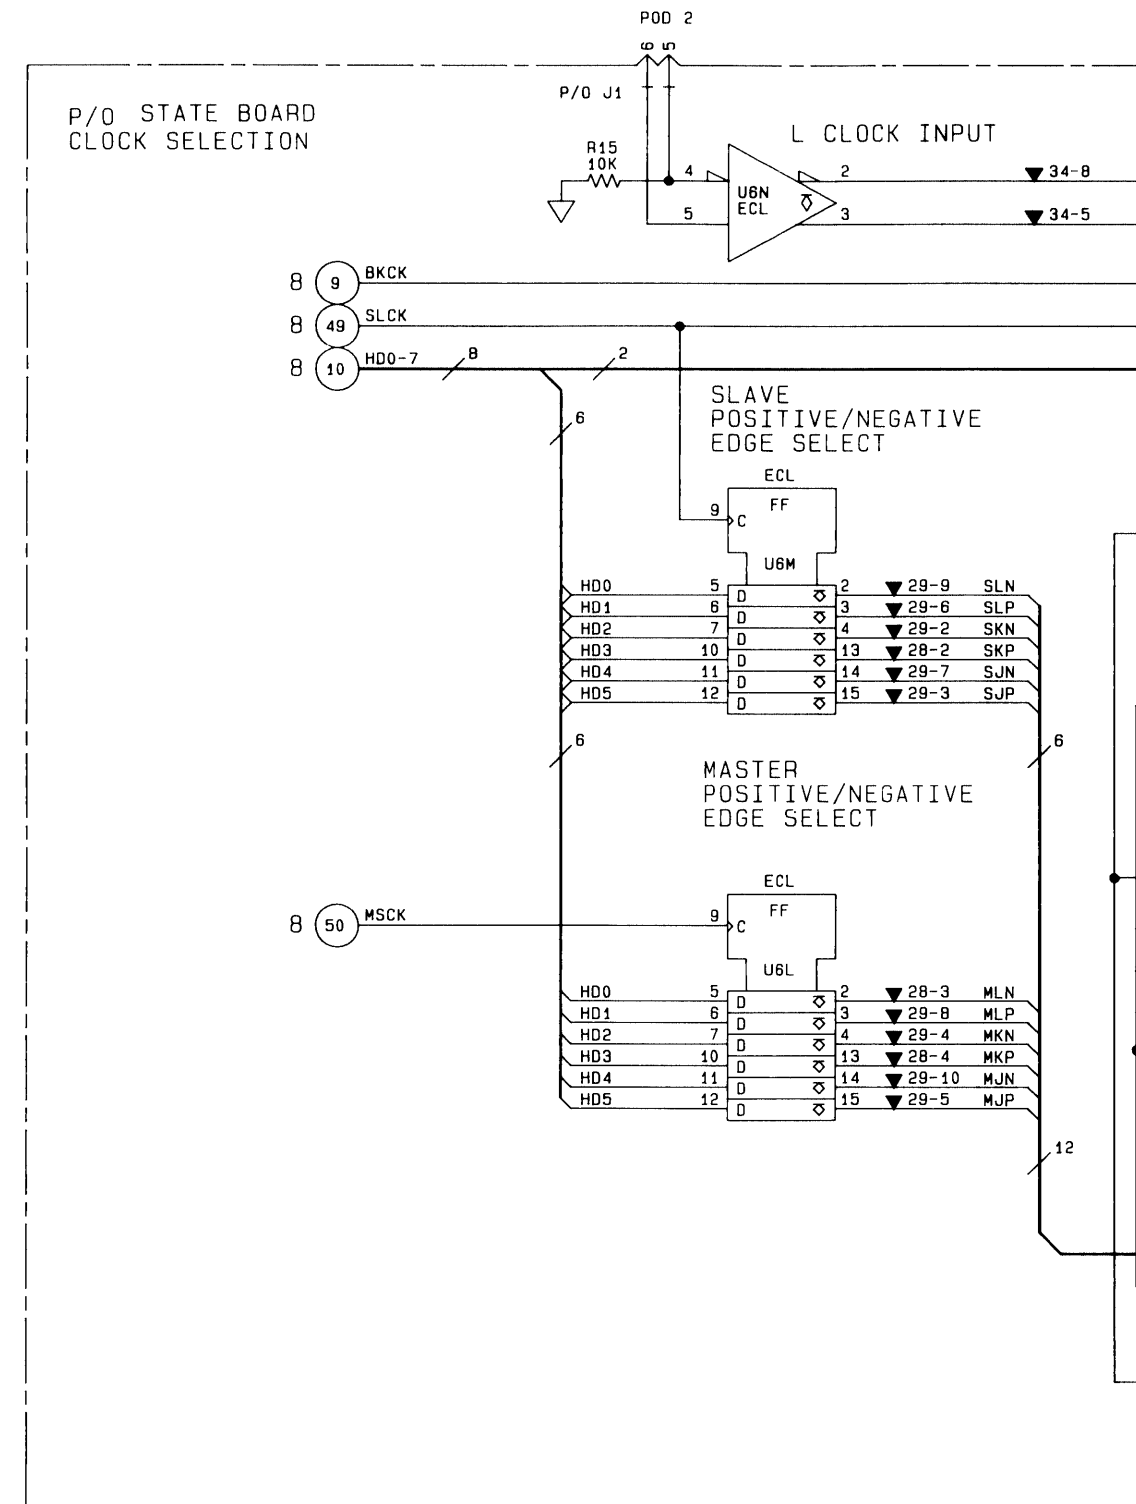 POD 2
6 5
P/O J1
P/O STATE BOARD
CLOCK SELECTION
L CLOCK INPUT
R15
10K
4
U6N
ECL
2
34-8
5
3
34-5
8 9 BKCK
8 49 SLCK
8 10 HD0-7 8 2
SLAVE
POSITIVE/NEGATIVE
EDGE SELECT
6
ECL
FF
9 C
U6M
HD0 5 D 2 29-9 SLN
HD1 6 D 3 29-6 SLP
HD2 7 D 4 29-2 SKN
HD3 10 D 13 28-2 SKP
HD4 11 D 14 29-7 SJN
HD5 12 D 15 29-3 SJP
6 6
MASTER
POSITIVE/NEGATIVE
EDGE SELECT
ECL
FF
8 50 MSCK 9 C
U6L
HD0 5 D 2 28-3 MLN
HD1 6 D 3 29-8 MLP
HD2 7 D 4 29-4 MKN
HD3 10 D 13 28-4 MKP
HD4 11 D 14 29-10 MJN
HD5 12 D 15 29-5 MJP
12